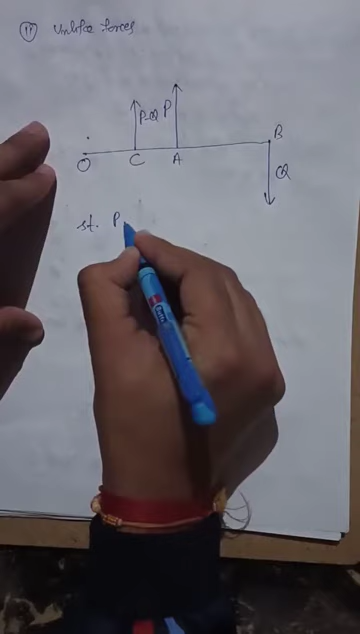 (ii) Unlike forces
P-Q P
B
O C A
Q
st. P